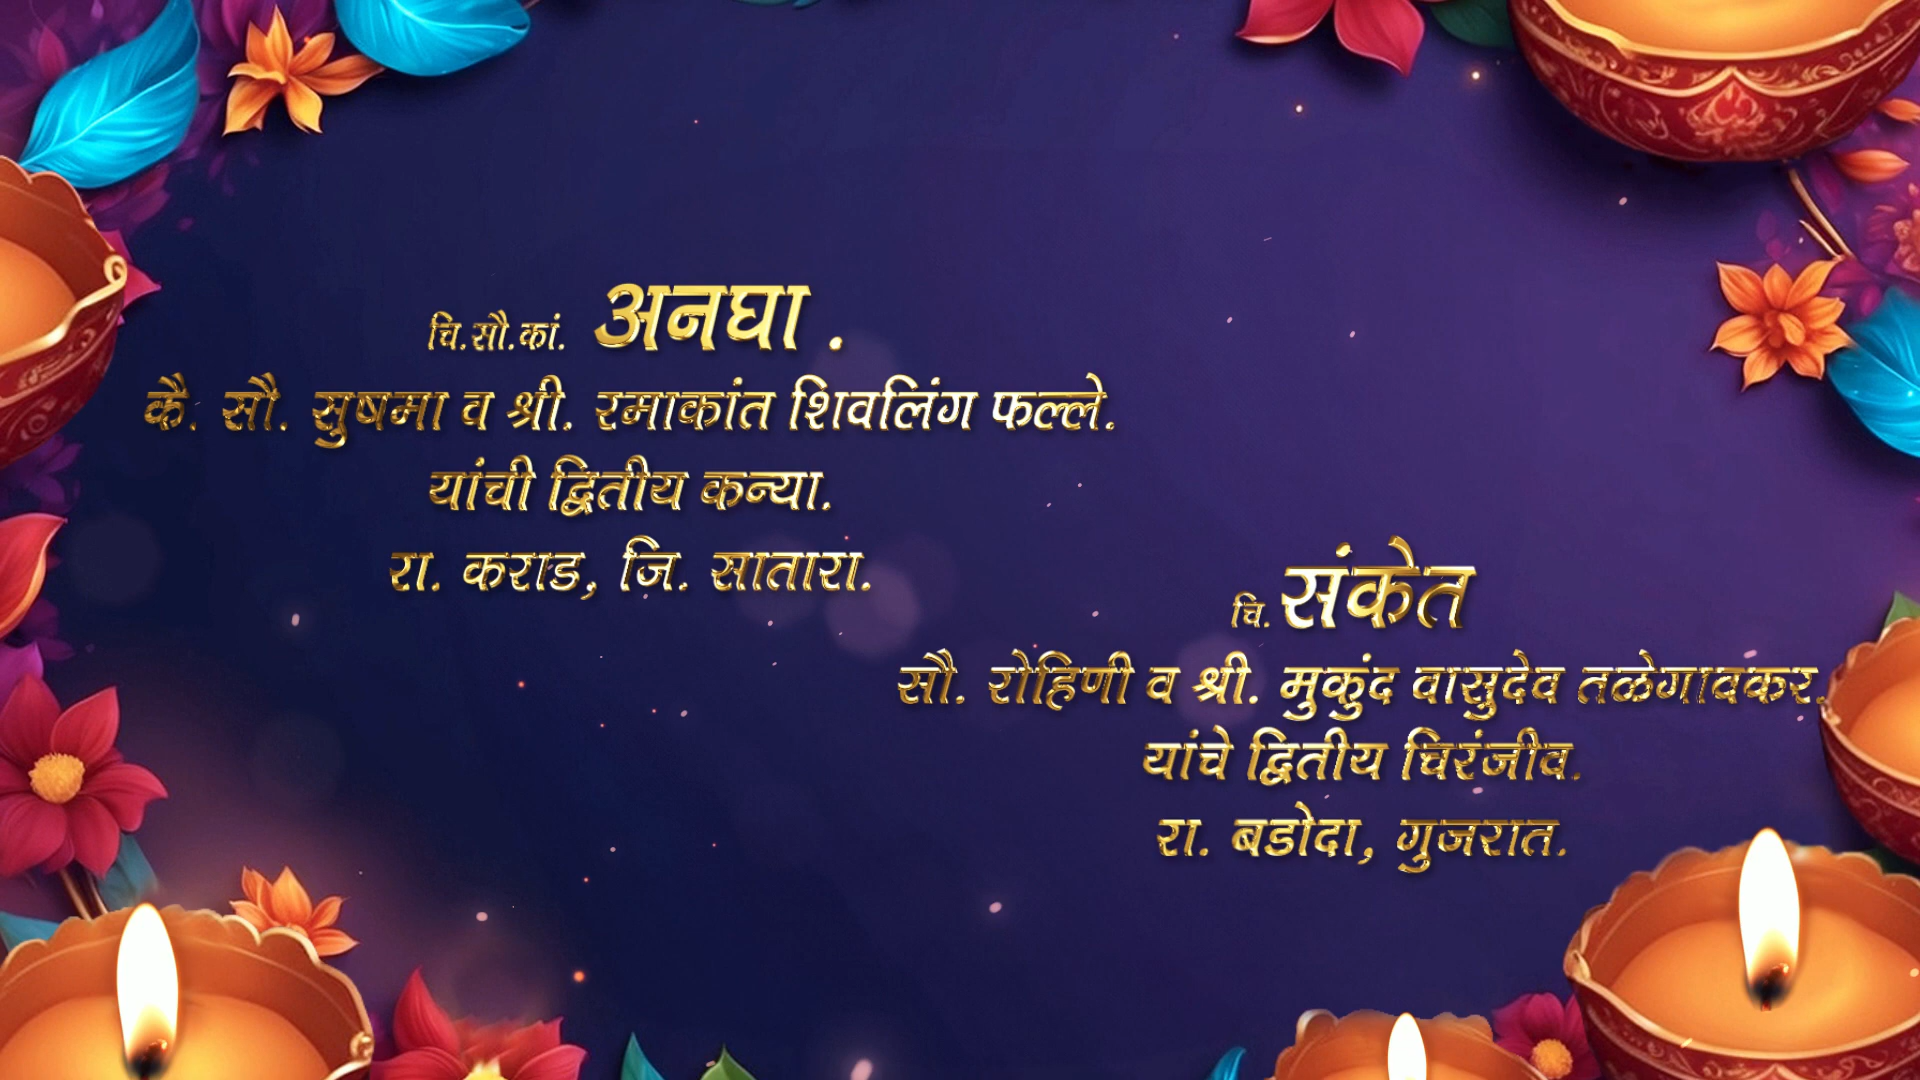 चि.सौ.कां. अनघा .
कै. सौ. सुषमा व श्री. रमाकांत शिवलिंग फल्ले.
यांची द्वितीय कन्या.
रा. कराड, जि. सातारा.
चि. संकेत
सौ. रोहिणी व श्री. मुकुंद वासुदेव तळेगावकर.
यांचे द्वितीय चिरंजीव.
रा. बडोदा, गुजरात.